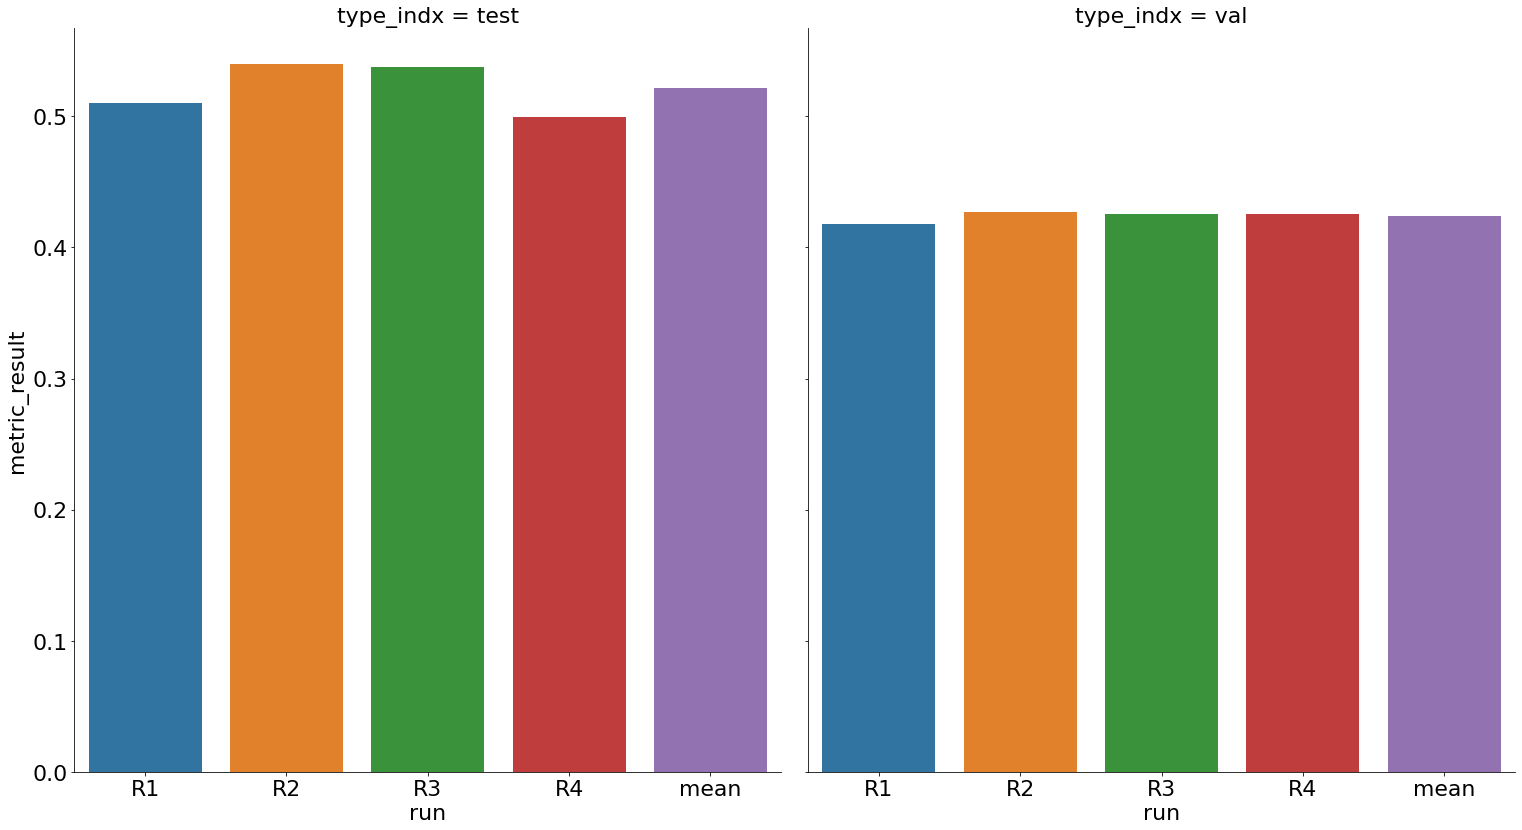 type_indx = test
type_indx = val
metric_result
0.5
0.4
0.3
0.2
0.1
0.0
R1 R2 R3 R4 mean
R1 R2 R3 R4 mean
run
run